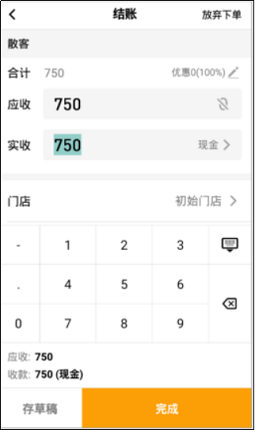 结账 放弃下单
散客
合计 750 优惠0(100%)
应收 750
实收 750 现金
门店 初始门店
- 1 2 3
. 4 5 6
0 7 8 9
应收: 750
收款: 750 (现金)
存草稿 完成